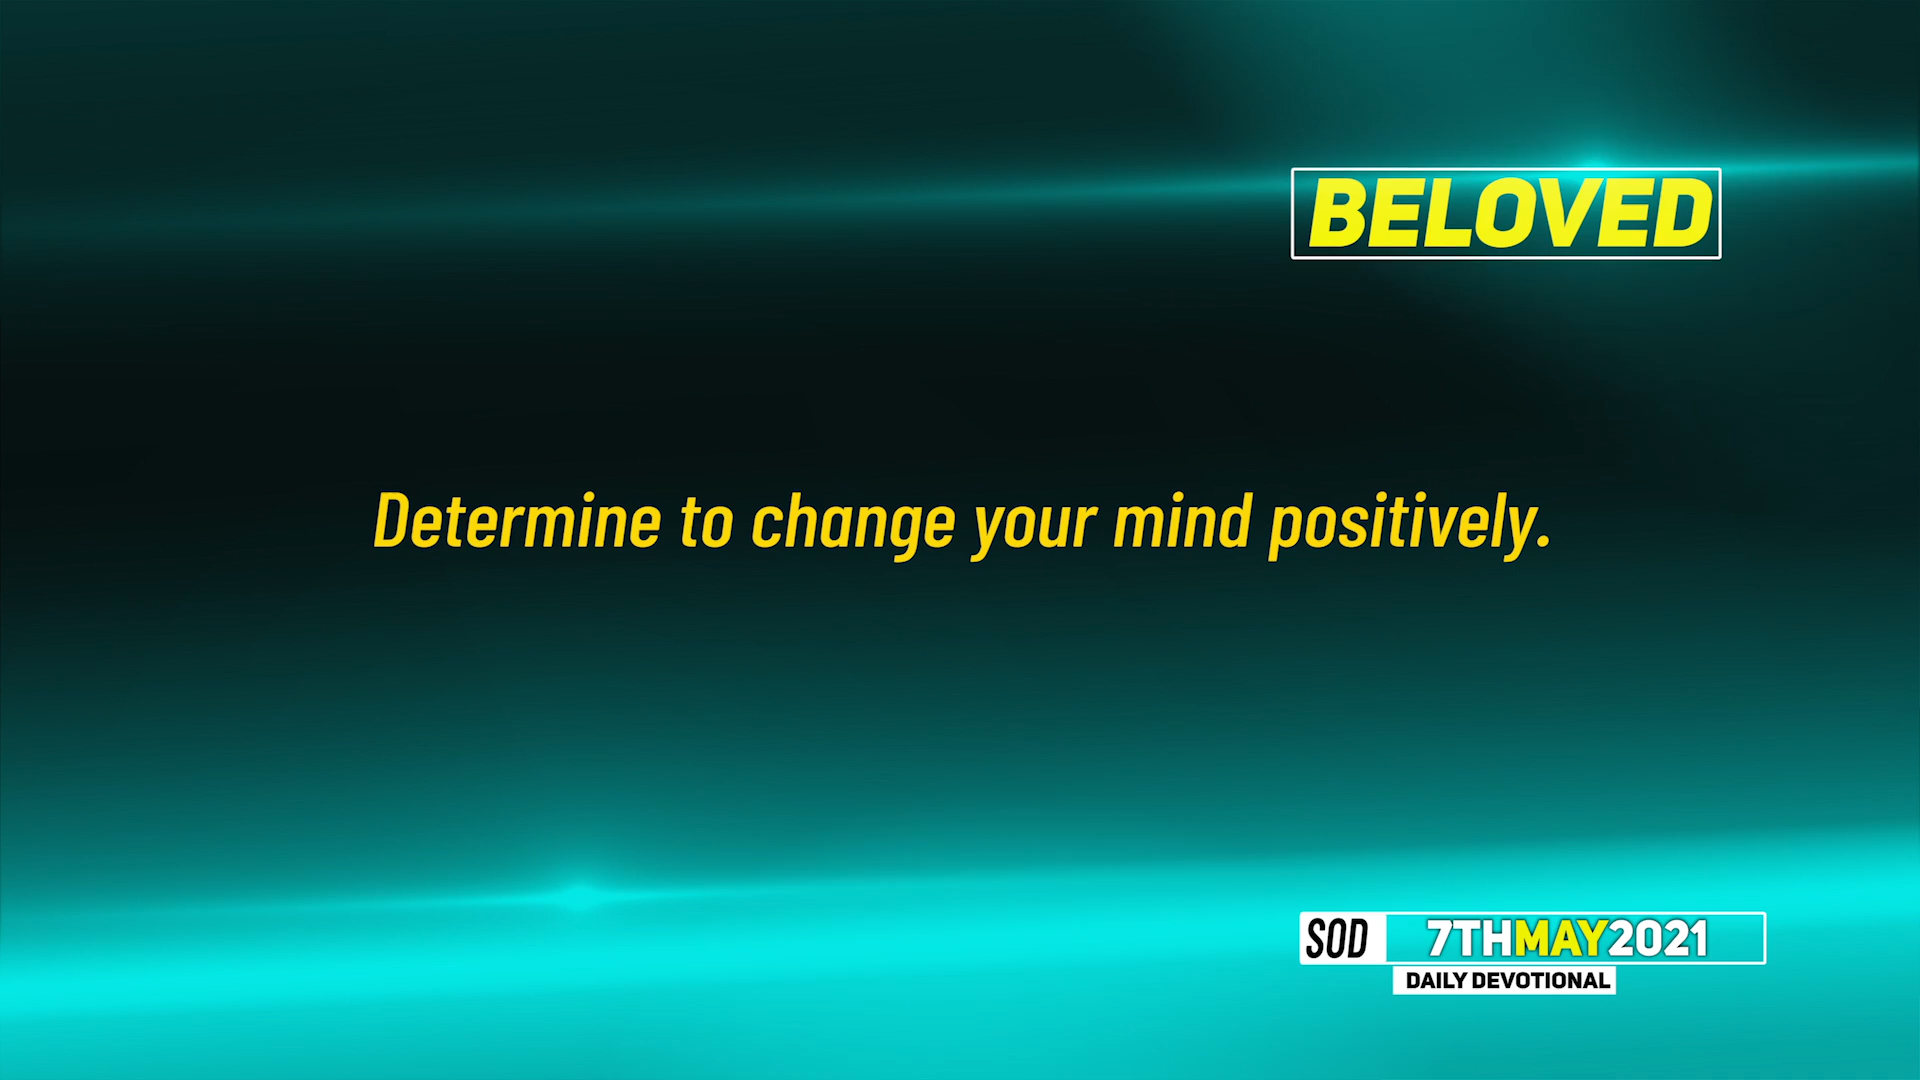 BELOVED
Determine to change your mind positively.
SOD 7THMAY2021
DAILY DEVOTIONAL